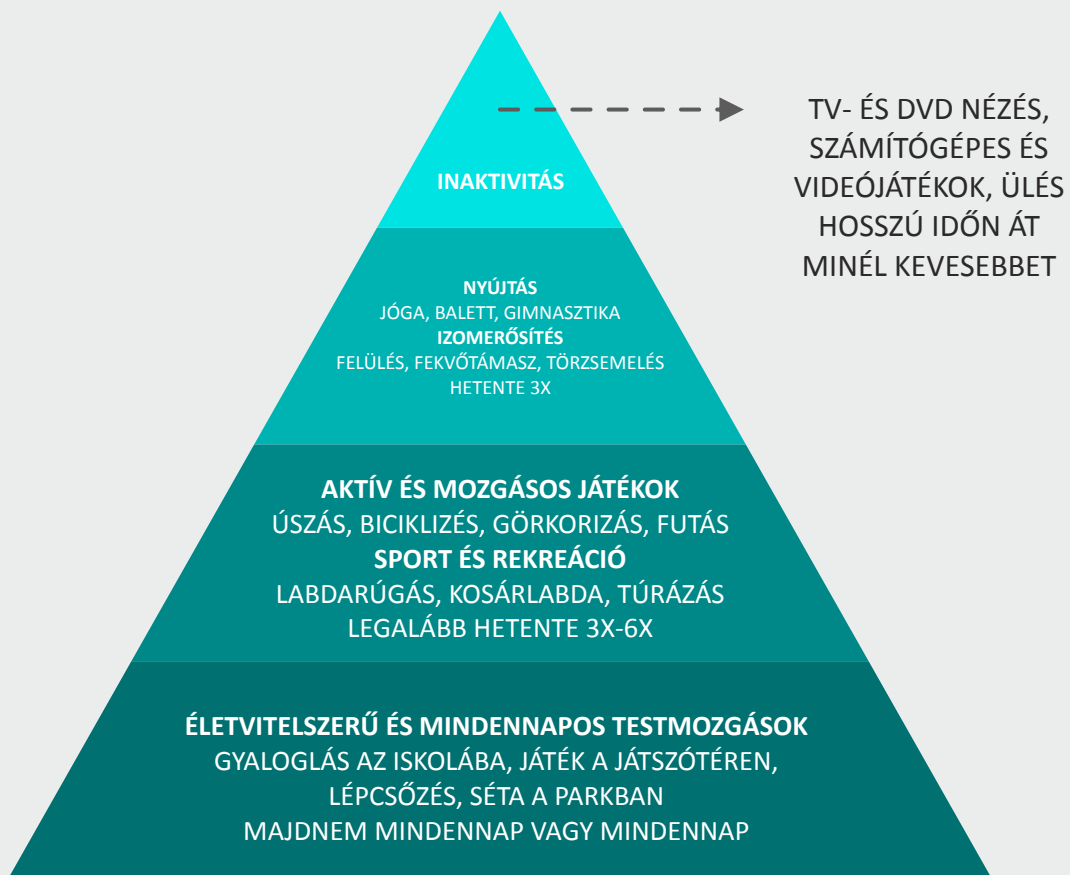 TV- ÉS DVD NÉZÉS,
SZÁMÍTÓGÉPES ÉS
VIDEÓJÁTÉKOK, ÜLÉS
HOSSZÚ IDŐN ÁT
MINÉL KEVESEBBET
INAKTIVITÁS
NYÚJTÁS
JÓGA, BALETT, GIMNASZTIKA
IZOMERŐSÍTÉS
FELÜLÉS, FEKVŐTÁMASZ, TÖRZSEMELÉS
HETENTE 3X
AKTÍV ÉS MOZGÁSOS JÁTÉKOK
ÚSZÁS, BICIKLIZÉS, GÖRKORIZÁS, FUTÁS
SPORT ÉS REKREÁCIÓ
LABDARÚGÁS, KOSÁRLABDA, TÚRÁZÁS
LEGALÁBB HETENTE 3X-6X
ÉLETVITELSZERŰ ÉS MINDENNAPOS TESTMOZGÁSOK
GYALOGLÁS AZ ISKOLÁBA, JÁTÉK A JÁTSZÓTÉREN,
LÉPCSŐZÉS, SÉTA A PARKBAN
MAJDNEM MINDENNAP VAGY MINDENNAP